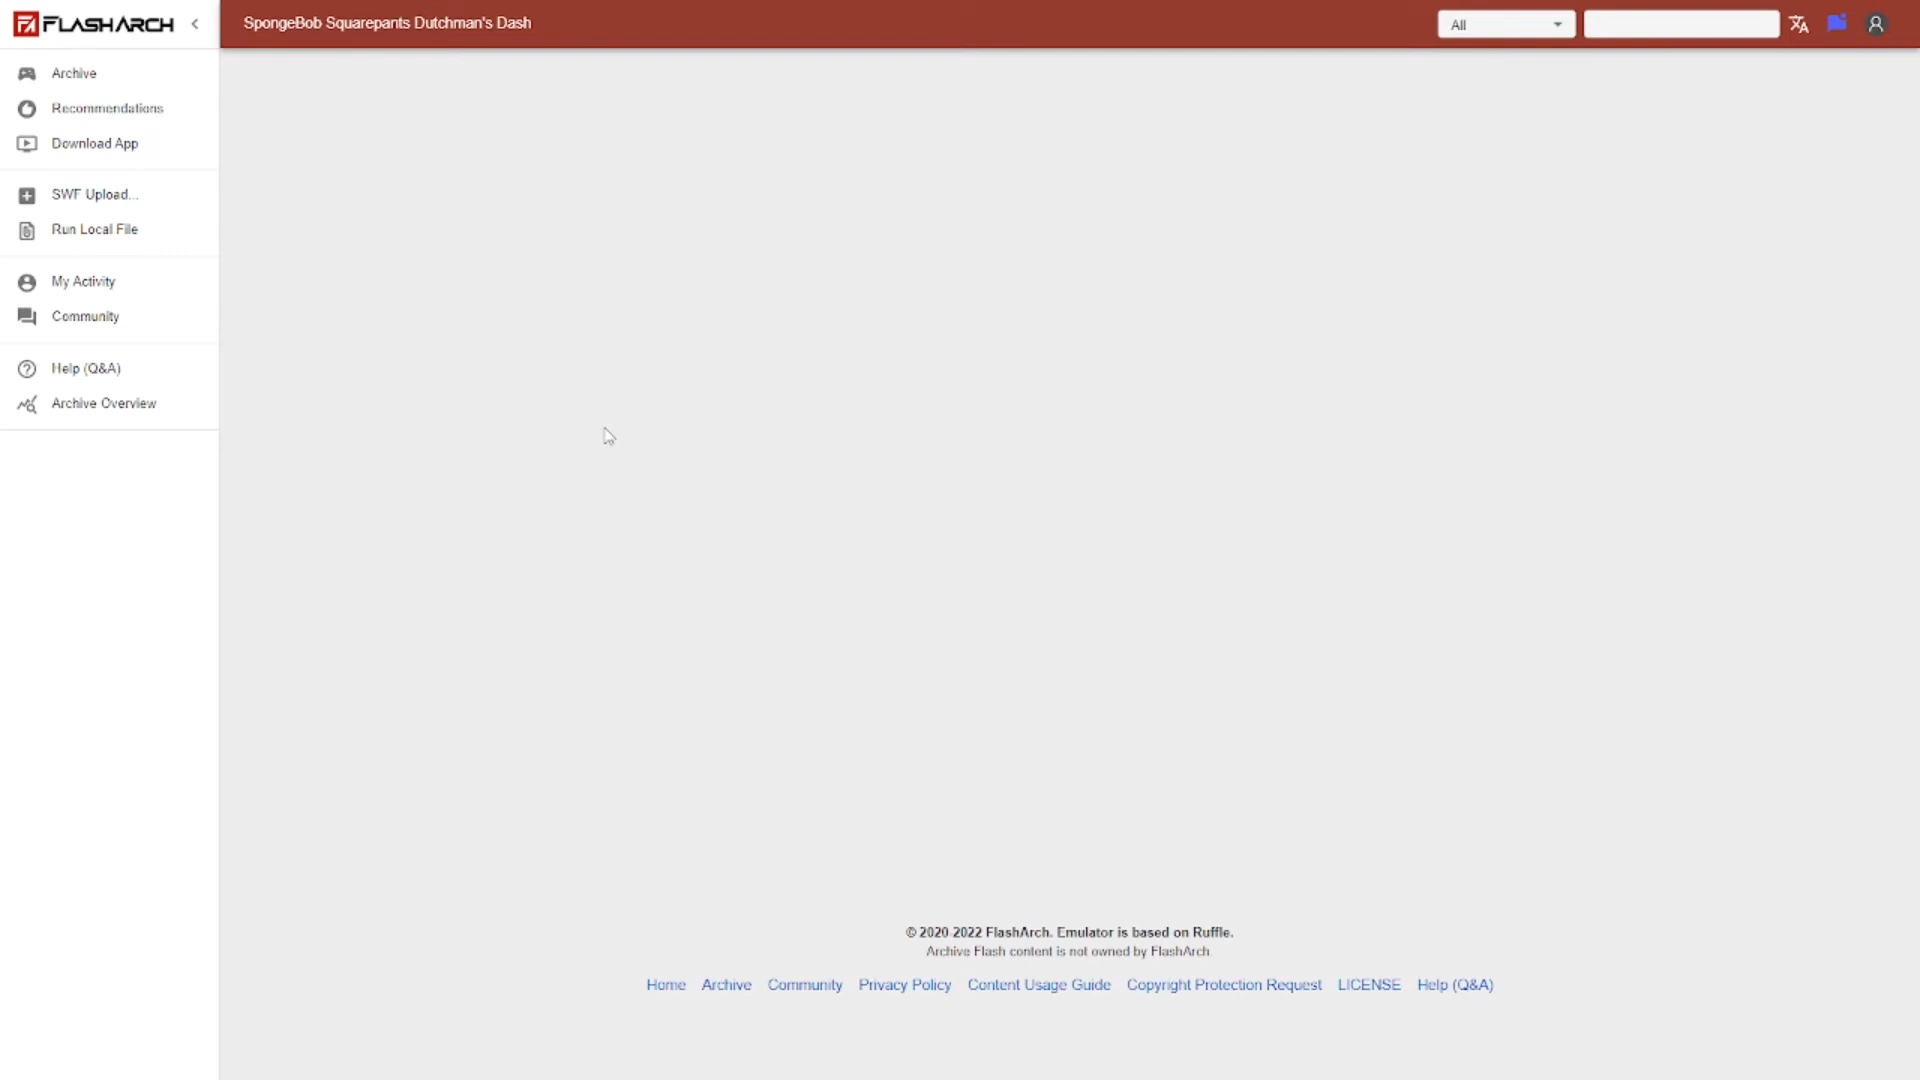 FLASHARCH
SpongeBob Squarepants Dutchman's Dash
All
Archive
Recommendations
Download App
SWF Upload...
Run Local File
My Activity
Community
Help (Q&A)
Archive Overview
© 2020-2022 FlashArch. Emulator is based on Ruffle.
Archive Flash content is not owned by FlashArch
Home Archive Community Privacy Policy Content Usage Guide Copyright Protection Request LICENSE Help (Q&A)